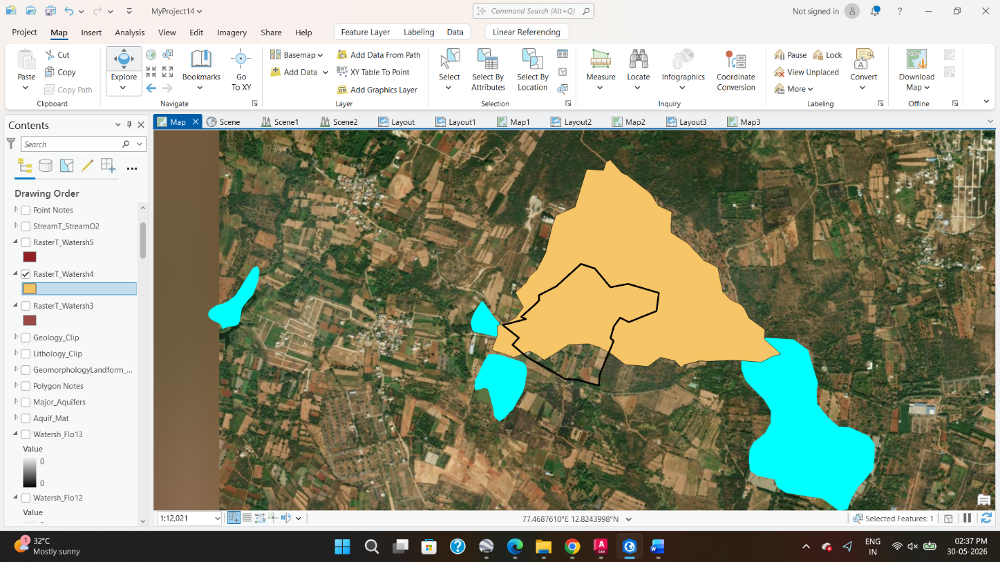 MyProject14
Command Search (Alt+Q)
Not signed in
?
Project
Map
Insert
Analysis
View
Edit
Imagery
Share
Help
Feature Layer
Labeling
Data
Linear Referencing
Paste
Cut
Copy
Copy Path
Clipboard
Explore
Bookmarks
Go
To XY
Navigate
Basemap
Add Data
Add Data From Path
XY Table To Point
Add Graphics Layer
Layer
Select
Select By
Attributes
Select By
Location
Selection
Measure
Locate
Infographics
Coordinate
Conversion
Inquiry
Pause
Lock
View Unplaced
More
Convert
Labeling
Download
Map
Offline
Contents
Search
Drawing Order
Point Notes
StreamT_StreamO2
RasterT_Watersh5
RasterT_Watersh4
RasterT_Watersh3
Geology_Clip
Lithology_Clip
GeomorphologyLandform_...
Polygon Notes
Major_Aquifers
Aquif_Mat
Watersh_Flo13
Value
0
0
Watersh_Flo12
Value
Map
Scene
Scene1
Scene2
Layout
Layout1
Map1
Layout2
Map2
Layout3
Map3
1:12,021
77.4687610°E 12.8243998°N
Selected Features: 1
1
32°C
Mostly sunny
ENG
IN
02:37 PM
30-05-2026